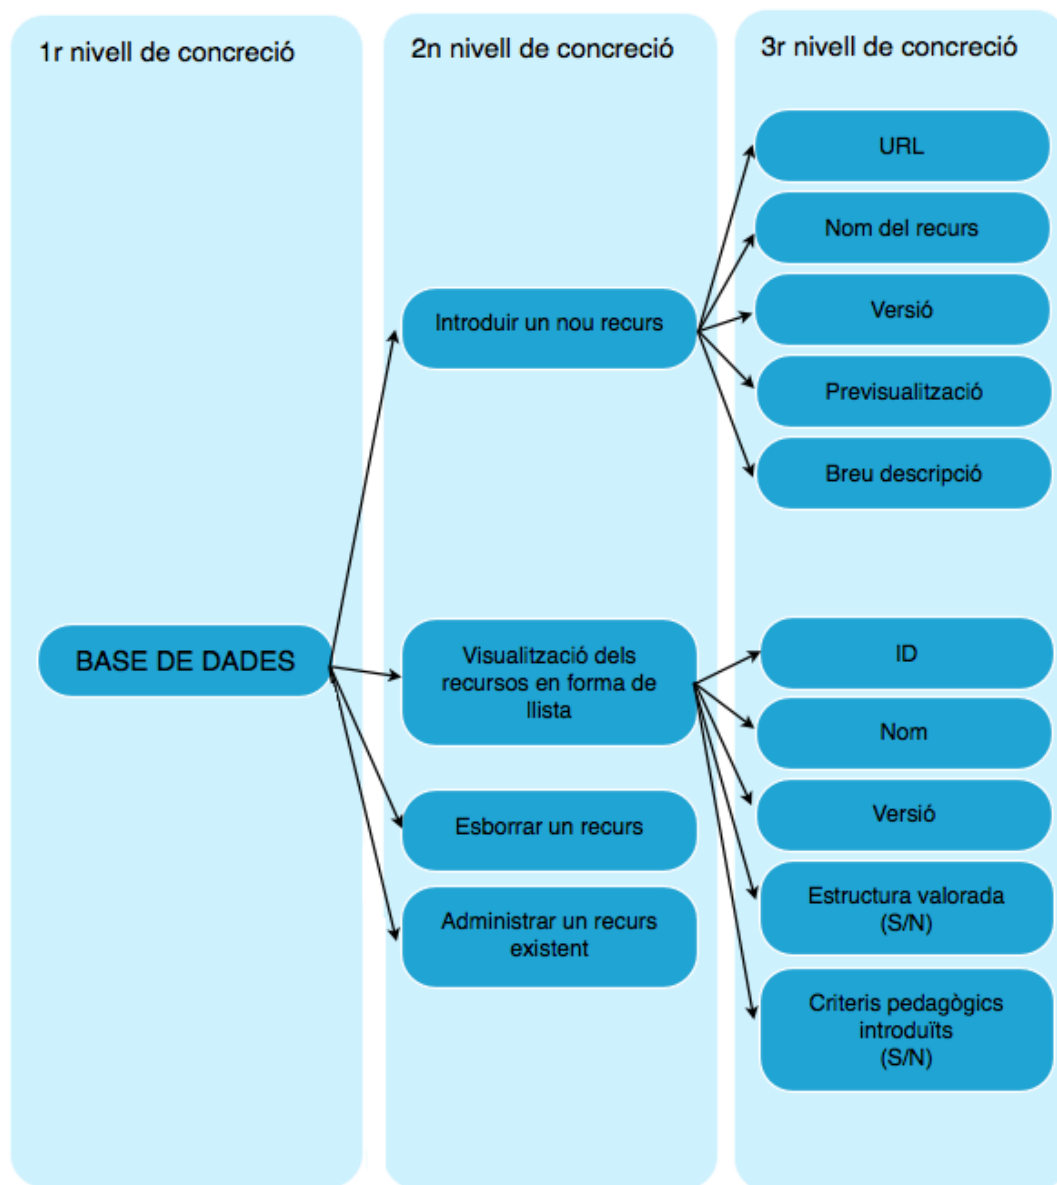 1r nivell de concreció
2n nivell de concreció
3r nivell de concreció
URL
Nom del recurs
Introduir un nou recurs
Versió
Previsualització
Breu descripció
BASE DE DADES
Visualització dels
recursos en forma de
llista
ID
Nom
Versió
Esborrar un recurs
Estructura valorada
(S/N)
Administrar un recurs
existent
Criteris pedagògics
introduïts
(S/N)